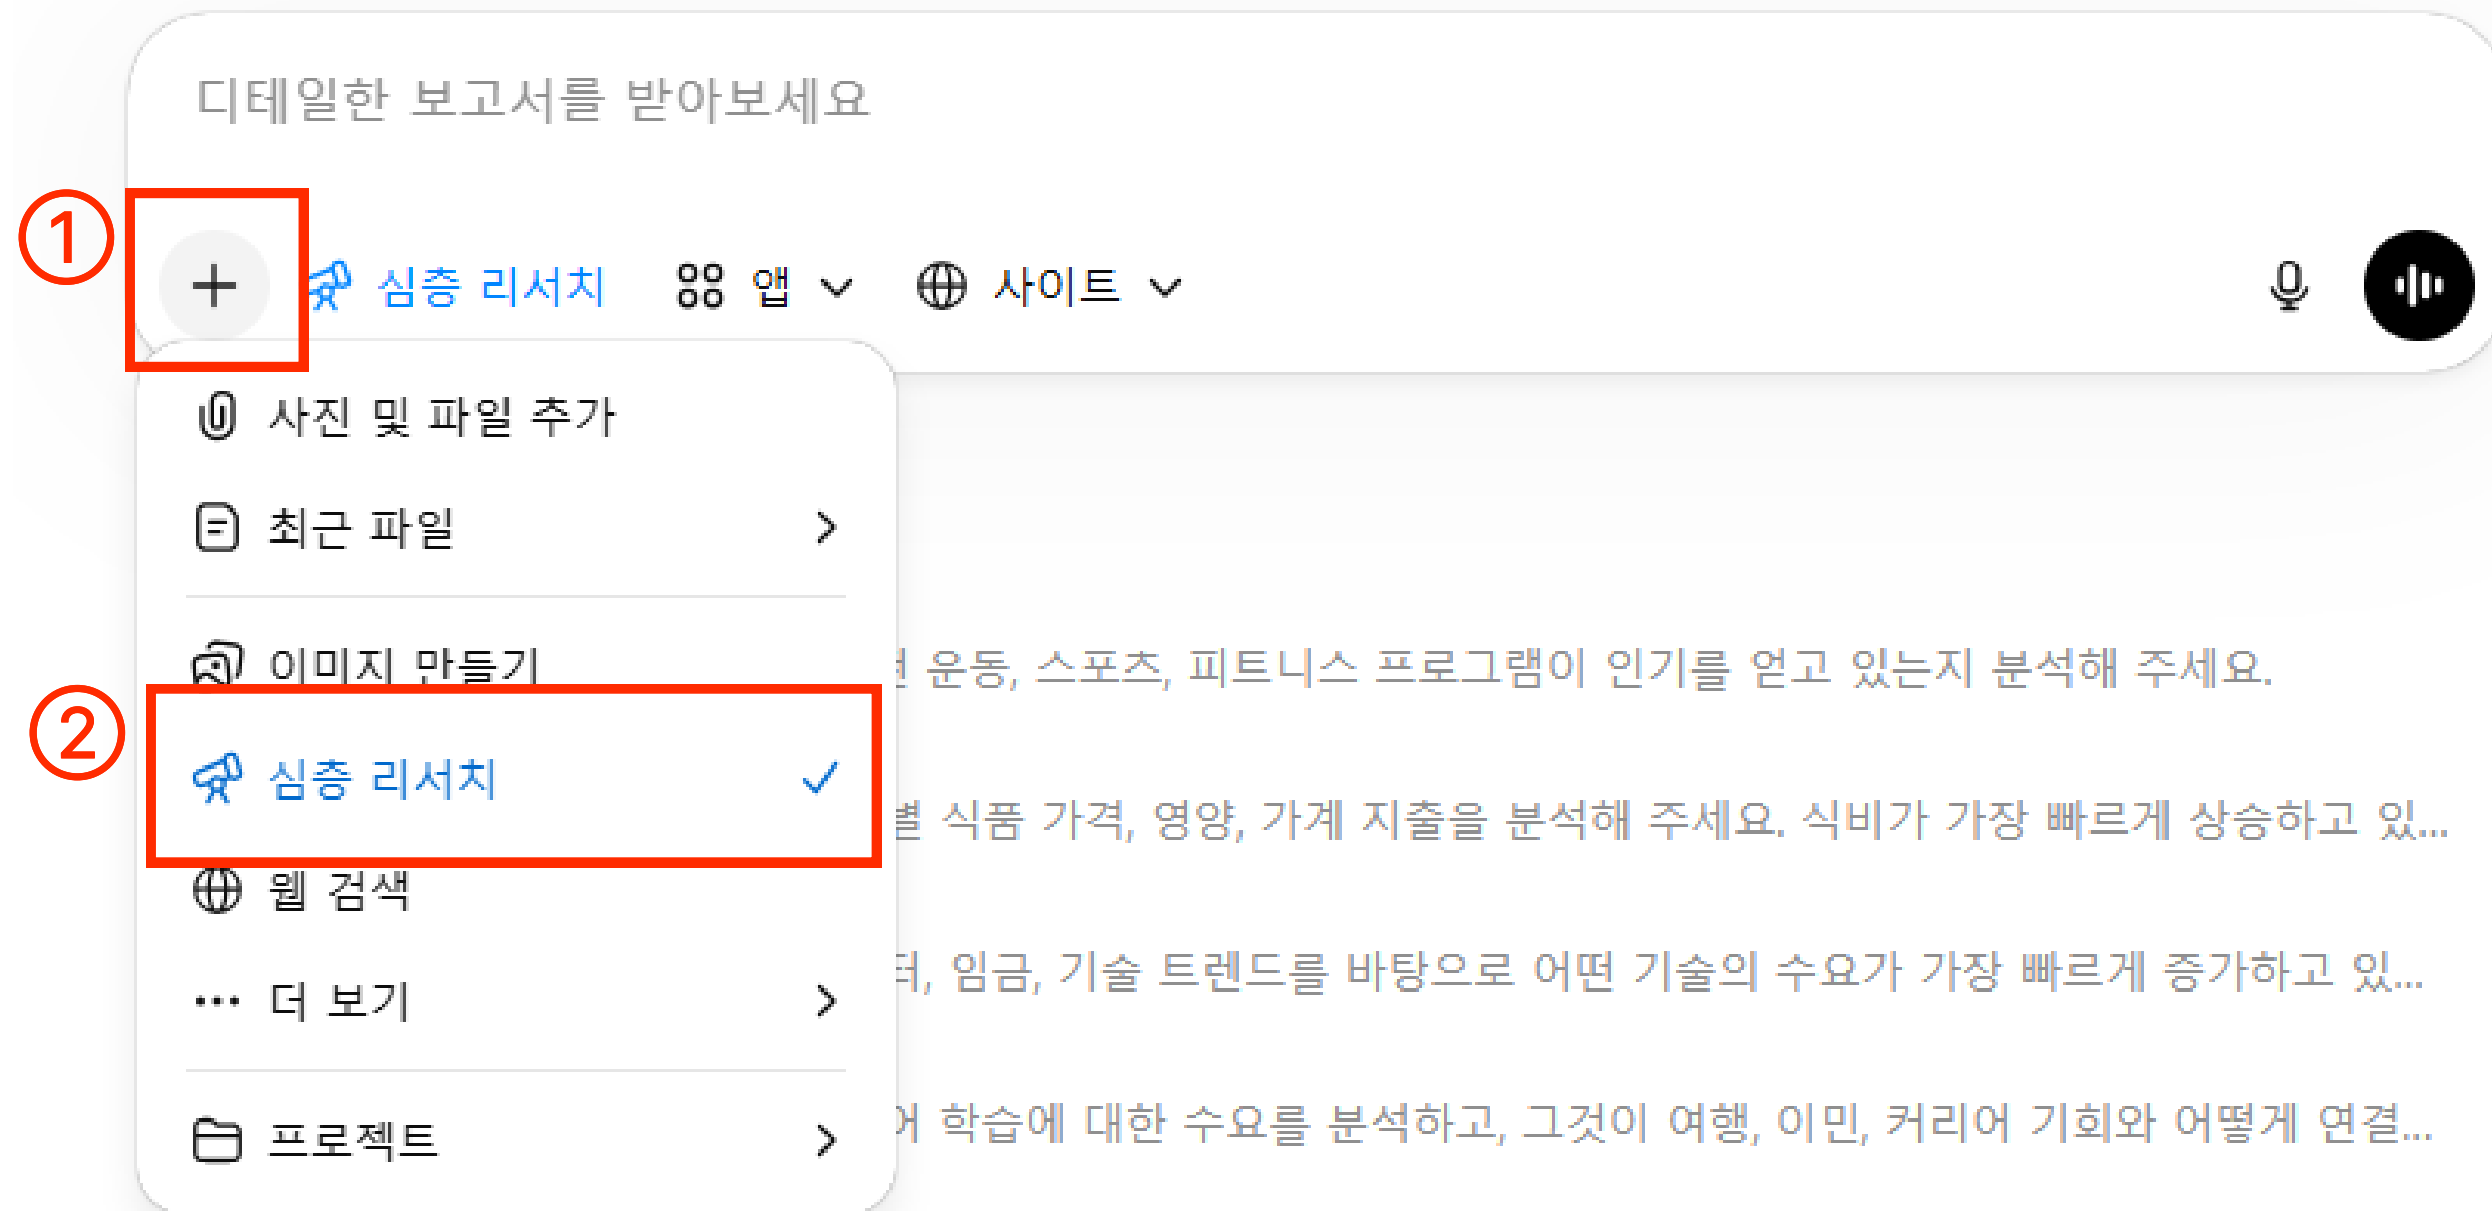 디테일한 보고서를 받아보세요
①
심층 리서치 앱 사이트
사진 및 파일 추가
최근 파일
이미지 만들기
운동, 스포츠, 피트니스 프로그램이 인기를 얻고 있는지 분석해 주세요.
②
심층 리서치
식품 가격, 영양, 가계 지출을 분석해 주세요. 식비가 가장 빠르게 상승하고 있...
웹 검색
임금, 기술 트렌드를 바탕으로 어떤 기술의 수요가 가장 빠르게 증가하고 있...
더 보기
학습에 대한 수요를 분석하고, 그것이 여행, 이민, 커리어 기회와 어떻게 연결...
프로젝트